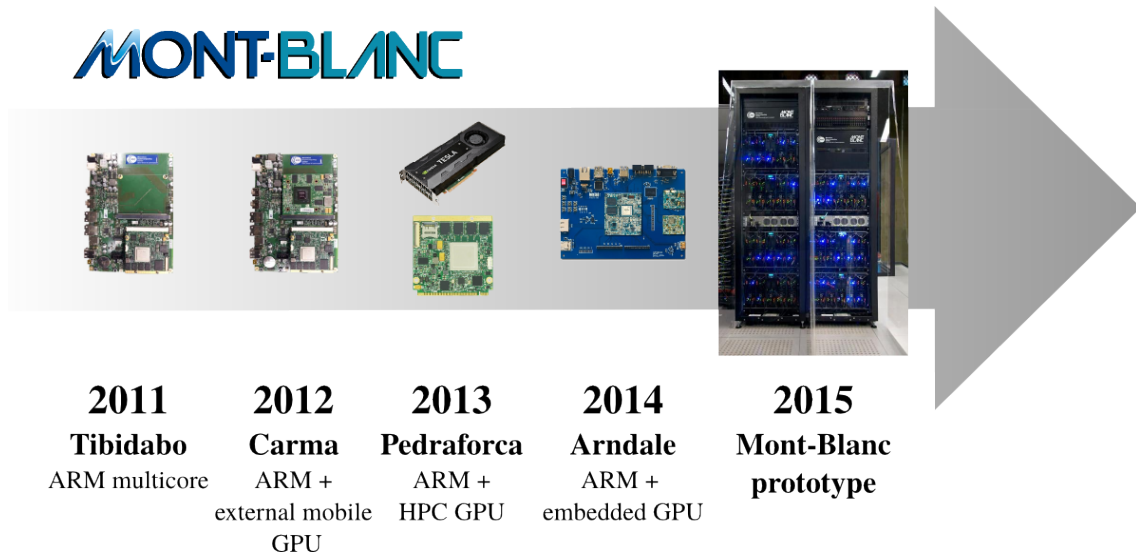 MONT-BLANC
TESLA
2011
Tibidabo
ARM multicore
2012
Carma
ARM +
external mobile
GPU
2013
Pedraforca
ARM +
HPC GPU
2014
Arndale
ARM +
embedded GPU
2015
Mont-Blanc
prototype